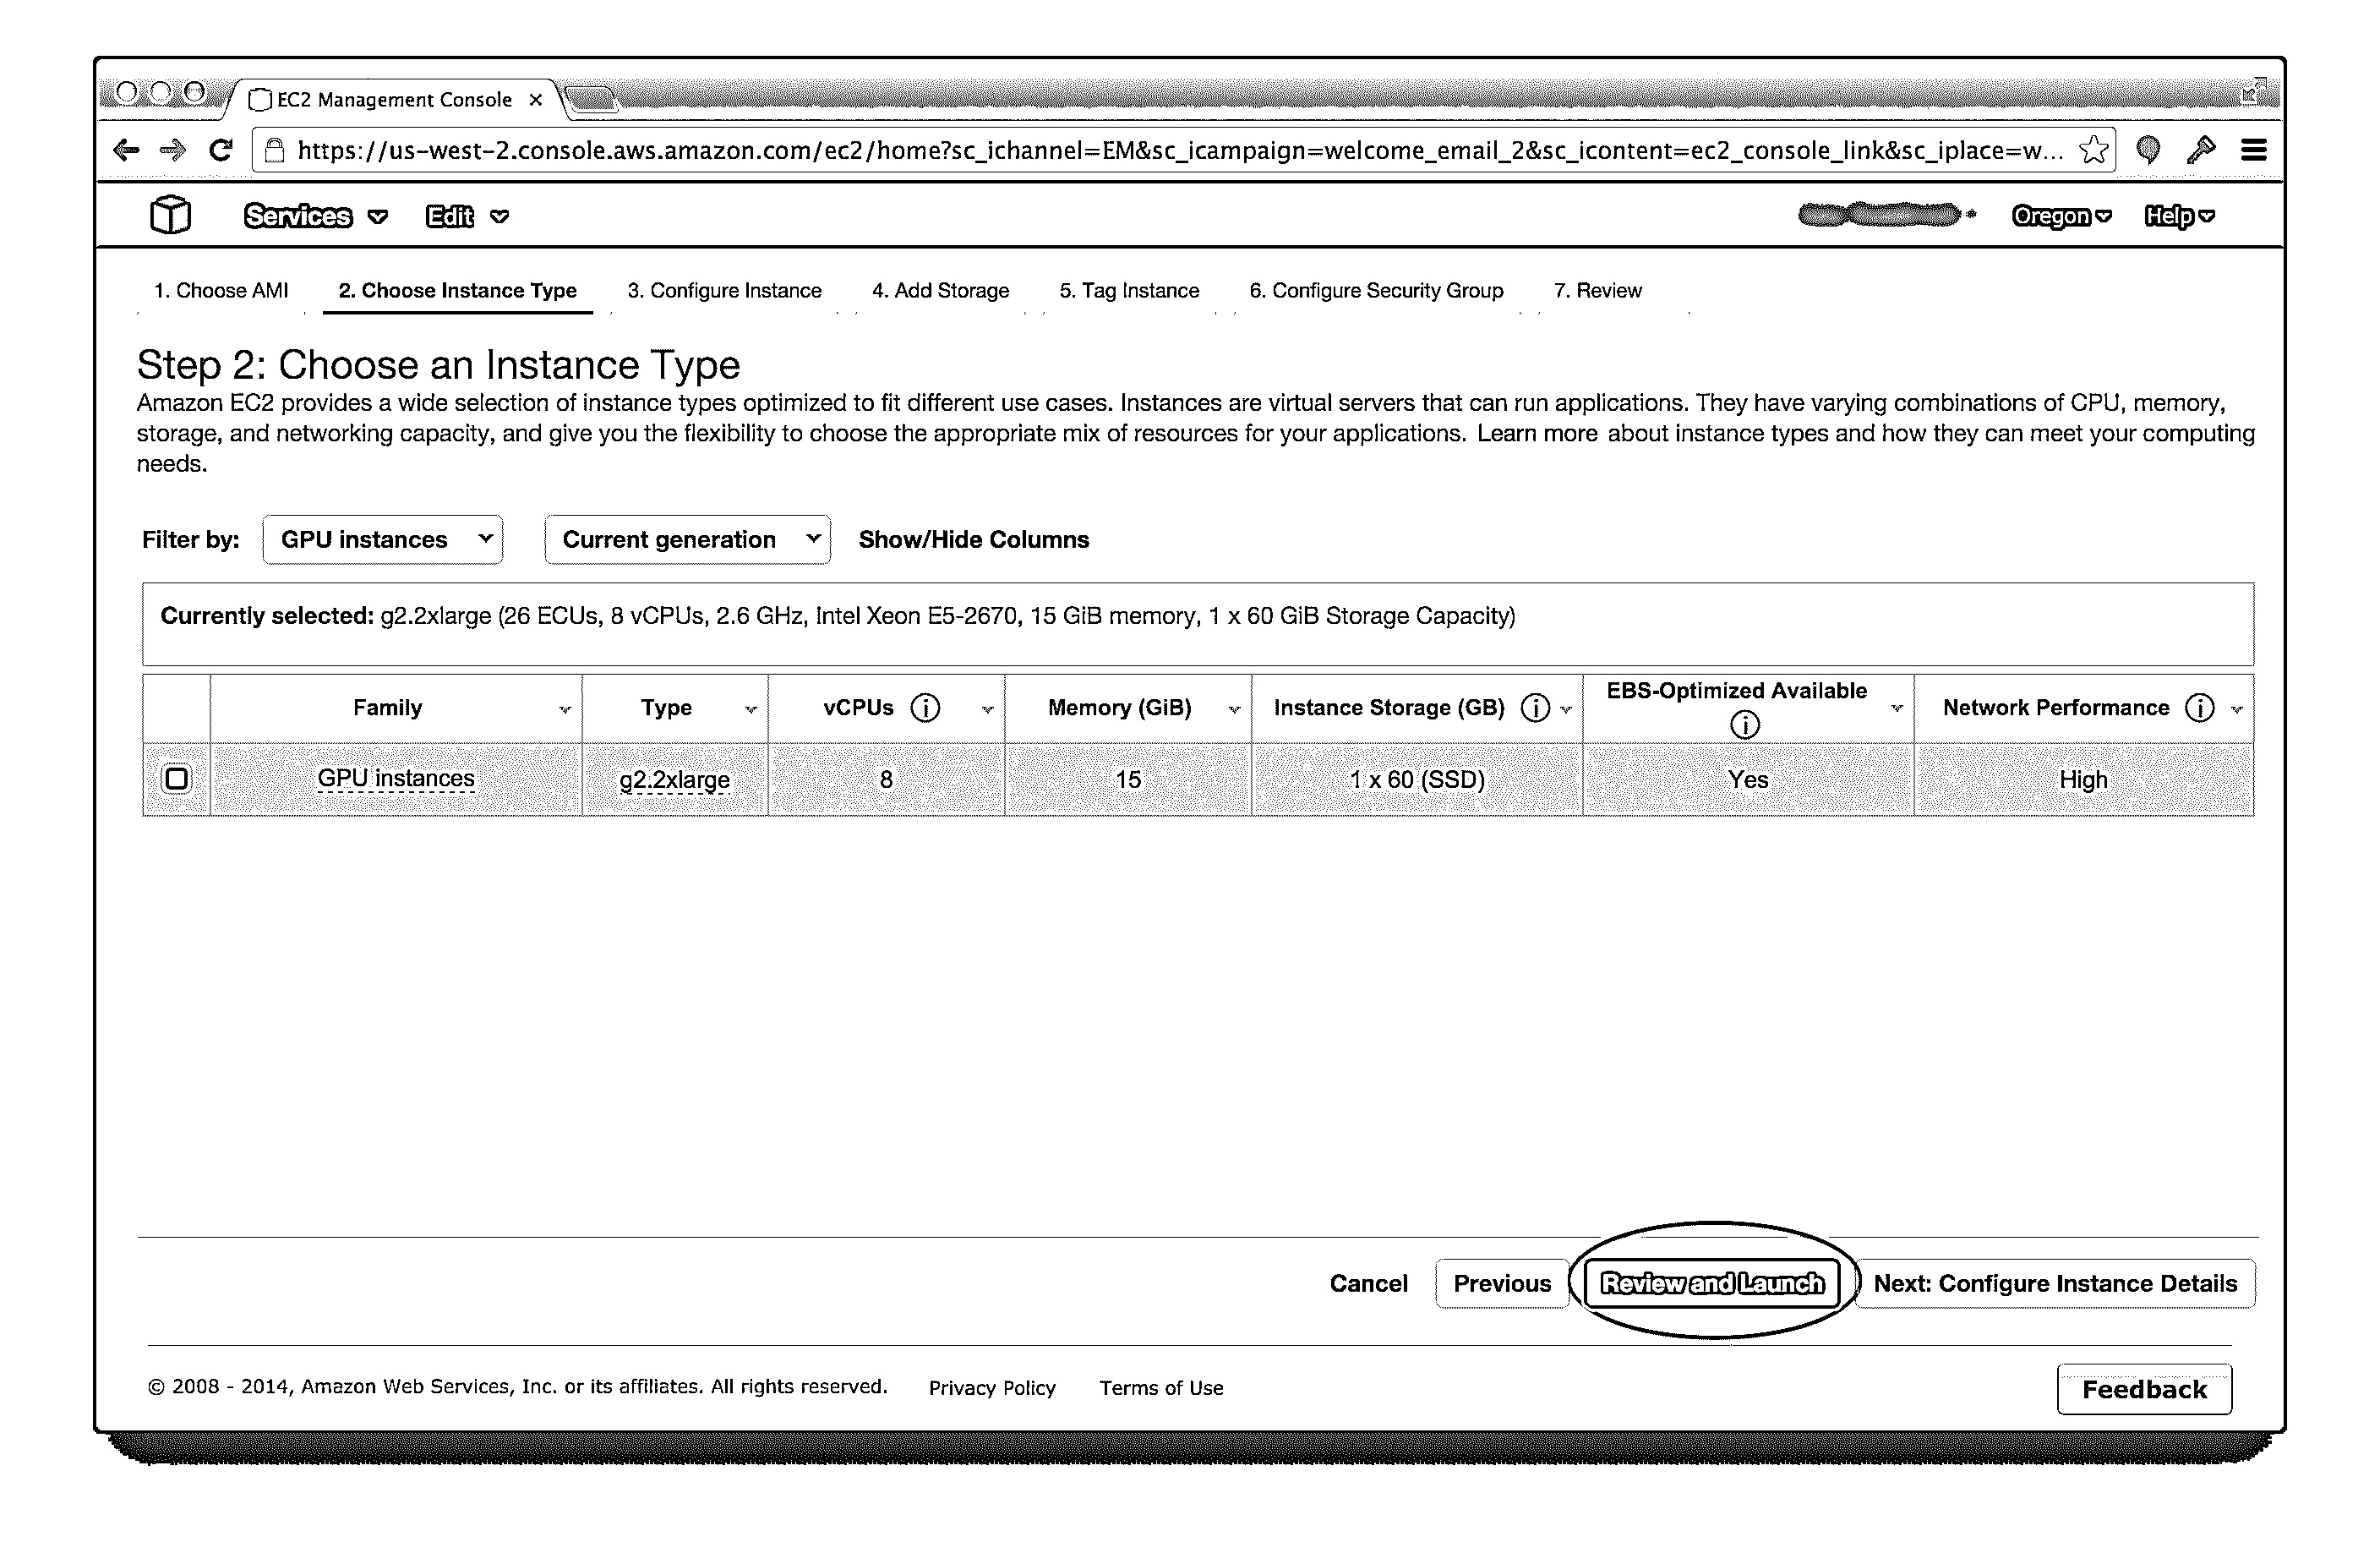 EC2 Management Console ×
https://us-west-2.console.aws.amazon.com/ec2/home?sc_ichannel=EM&sc_icampaign=welcome_email_2&sc_icontent=ec2_console_link&sc_iplace=w...
Services Edit Oregon Help
1. Choose AMI 2. Choose Instance Type 3. Configure Instance 4. Add Storage 5. Tag Instance 6. Configure Security Group 7. Review
Step 2: Choose an Instance Type
Amazon EC2 provides a wide selection of instance types optimized to fit different use cases. Instances are virtual servers that can run applications. They have varying combinations of CPU, memory,
storage, and networking capacity, and give you the flexibility to choose the appropriate mix of resources for your applications. Learn more about instance types and how they can meet your computing
needs.
Filter by: GPU instances Current generation Show/Hide Columns
Currently selected: g2.2xlarge (26 ECUs, 8 vCPUs, 2.6 GHz, Intel Xeon E5-2670, 15 GiB memory, 1 x 60 GiB Storage Capacity)
Family Type vCPUs i Memory (GiB) Instance Storage (GB) i EBS-Optimized Available i Network Performance i
GPU instances g2.2xlarge 8 15 1 x 60 (SSD) Yes High
Cancel Previous Review and Launch Next: Configure Instance Details
© 2008 - 2014, Amazon Web Services, Inc. or its affiliates. All rights reserved. Privacy Policy Terms of Use Feedback